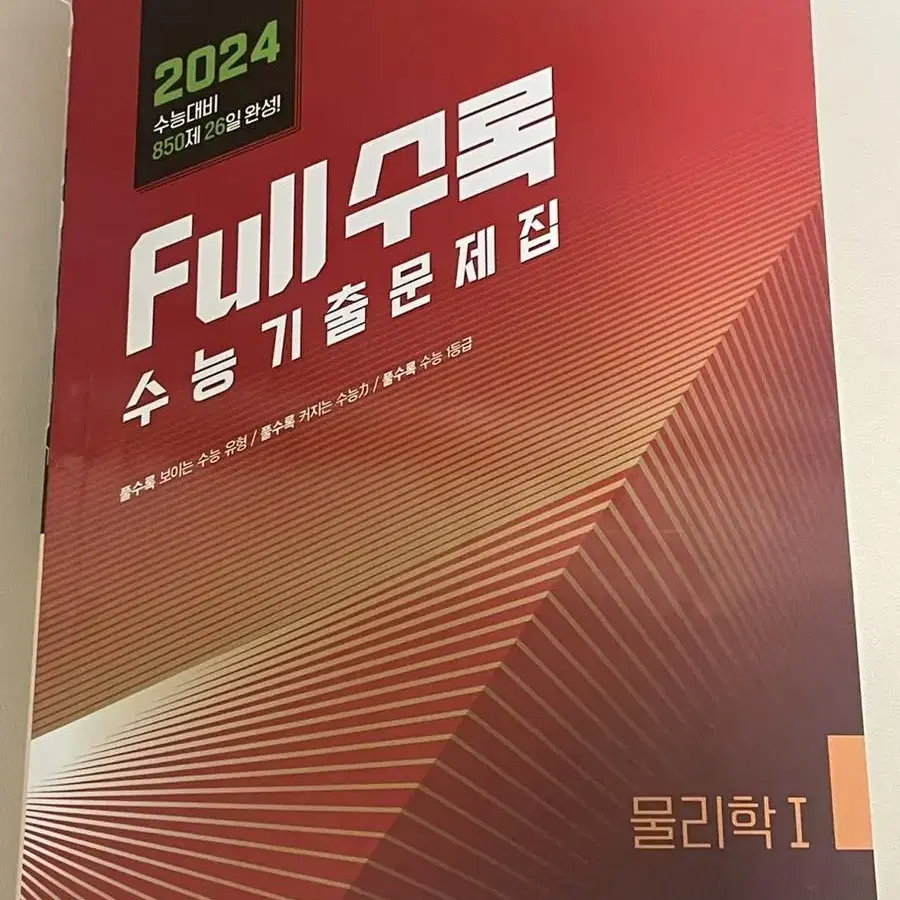 2024
수능대비
850제 26일 완성!
Full수록
수능기출문제집
풀수록 보이는 수능 유형 / 풀수록 커지는 수능力 / 풀수록 수능 1등급
물리학 I